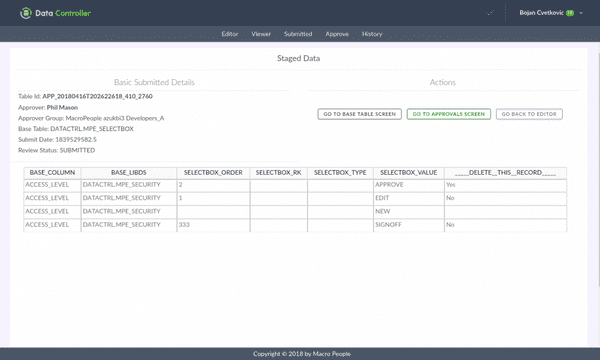 Data Controller
Bojan Cvetkovic
Editor Viewer Submitted Approve History
Staged Data
Basic Submitted Details
Actions
Table Id: APP_20180416T202622618_410_2760
Approver: Phil Mason
Approver Group: MacroPeople azukbi3 Developers_A
Base Table: DATACTRL.MPE_SELECTBOX
Submit Date: 1839529582.5
Review Status: SUBMITTED
GO TO BASE TABLE SCREEN GO TO APPROVALS SCREEN GO BACK TO EDITOR
BASE_COLUMN BASE_LIBDS SELECTBOX_ORDER SELECTBOX_RK SELECTBOX_TYPE SELECTBOX_VALUE _____DELETE__THIS__RECORD_____
ACCESS_LEVEL DATACTRL.MPE_SECURITY 2 APPROVE Yes
ACCESS_LEVEL DATACTRL.MPE_SECURITY 1 EDIT No
ACCESS_LEVEL DATACTRL.MPE_SECURITY NEW
ACCESS_LEVEL DATACTRL.MPE_SECURITY 333 SIGNOFF No
Copyright © 2018 by Macro People